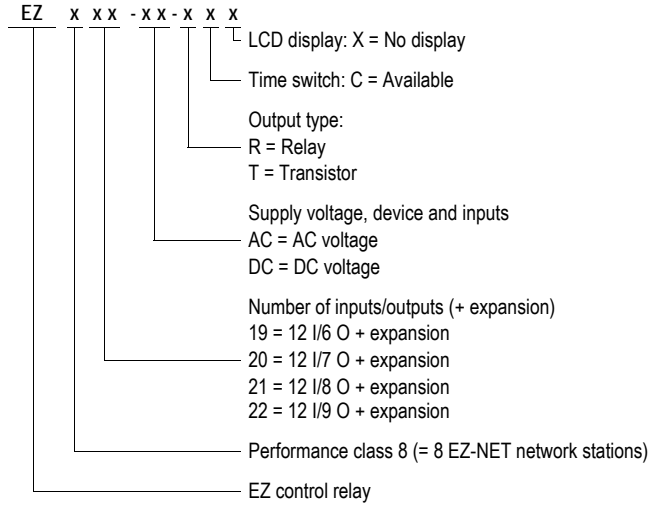 EZ x x x - x x - x x x
LCD display: X = No display
Time switch: C = Available
Output type:
R = Relay
T = Transistor
Supply voltage, device and inputs
AC = AC voltage
DC = DC voltage
Number of inputs/outputs (+ expansion)
19 = 12 I/6 O + expansion
20 = 12 I/7 O + expansion
21 = 12 I/8 O + expansion
22 = 12 I/9 O + expansion
Performance class 8 (= 8 EZ-NET network stations)
EZ control relay